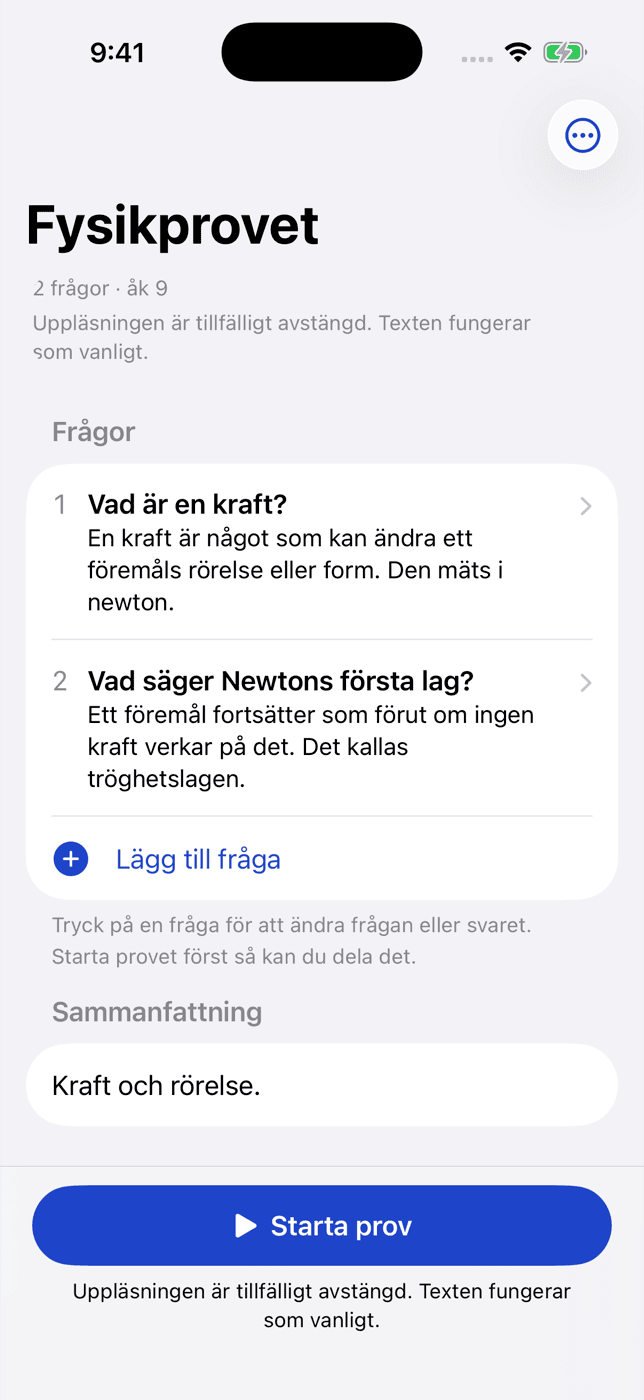 9:41
Fysikprovet
2 frågor · åk 9
Uppläsningen är tillfälligt avstängd. Texten fungerar
som vanligt.
Frågor
1 Vad är en kraft?
En kraft är något som kan ändra ett
föremåls rörelse eller form. Den mäts i
newton.
2 Vad säger Newtons första lag?
Ett föremål fortsätter som förut om ingen
kraft verkar på det. Det kallas
tröghetslagen.
Lägg till fråga
Tryck på en fråga för att ändra frågan eller svaret.
Starta provet först så kan du dela det.
Sammanfattning
Kraft och rörelse.
Starta prov
Uppläsningen är tillfälligt avstängd. Texten fungerar
som vanligt.